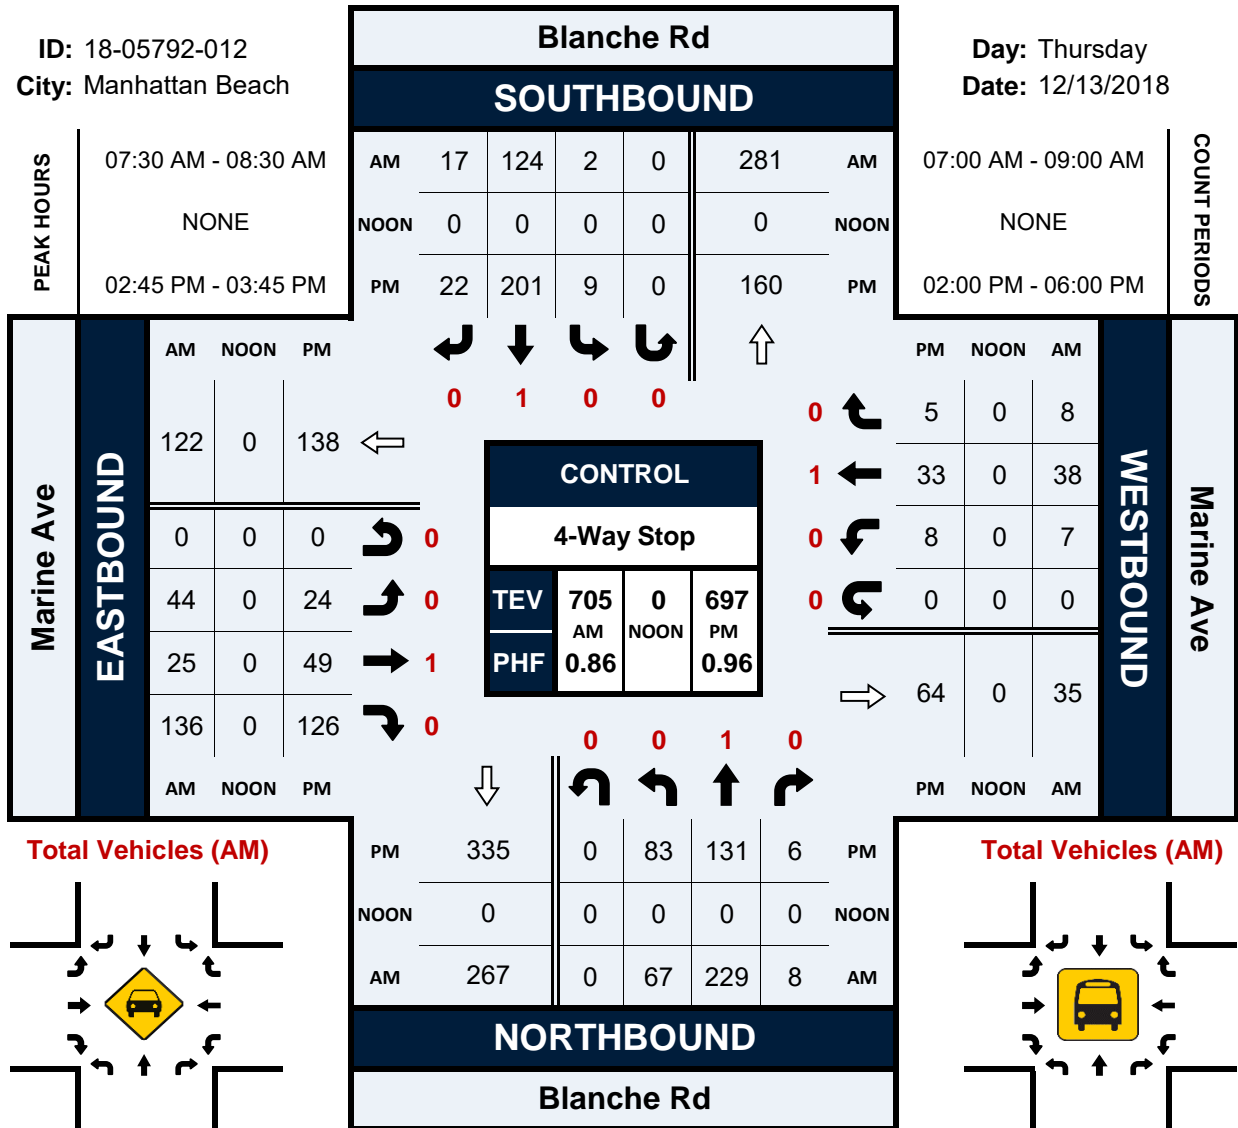 ID: 18-05792-012
City: Manhattan Beach
Blanche Rd
SOUTHBOUND
Day: Thursday
Date: 12/13/2018
PEAK HOURS
07:30 AM - 08:30 AM
NONE
02:45 PM - 03:45 PM
AM 17 124 2 0 281 AM
NOON 0 0 0 0 0 NOON
PM 22 201 9 0 160 PM
07:00 AM - 09:00 AM
NONE
02:00 PM - 06:00 PM
COUNT PERIODS
0 1 0 0
Marine Ave
EASTBOUND
AM NOON PM
122 0 138
0 0 0 0
44 0 24 0
25 0 49 1
136 0 126 0
AM NOON PM
CONTROL
4-Way Stop
TEV 705 0 697
AM NOON PM
PHF 0.86 0.96
PM NOON AM
0 5 0 8
1 33 0 38
0 8 0 7
0 0 0 0
64 0 35
PM NOON AM
WESTBOUND
Marine Ave
0 0 1 0
PM 335 0 83 131 6 PM
NOON 0 0 0 0 0 NOON
AM 267 0 67 229 8 AM
NORTHBOUND
Blanche Rd
Total Vehicles (AM)
Total Vehicles (AM)